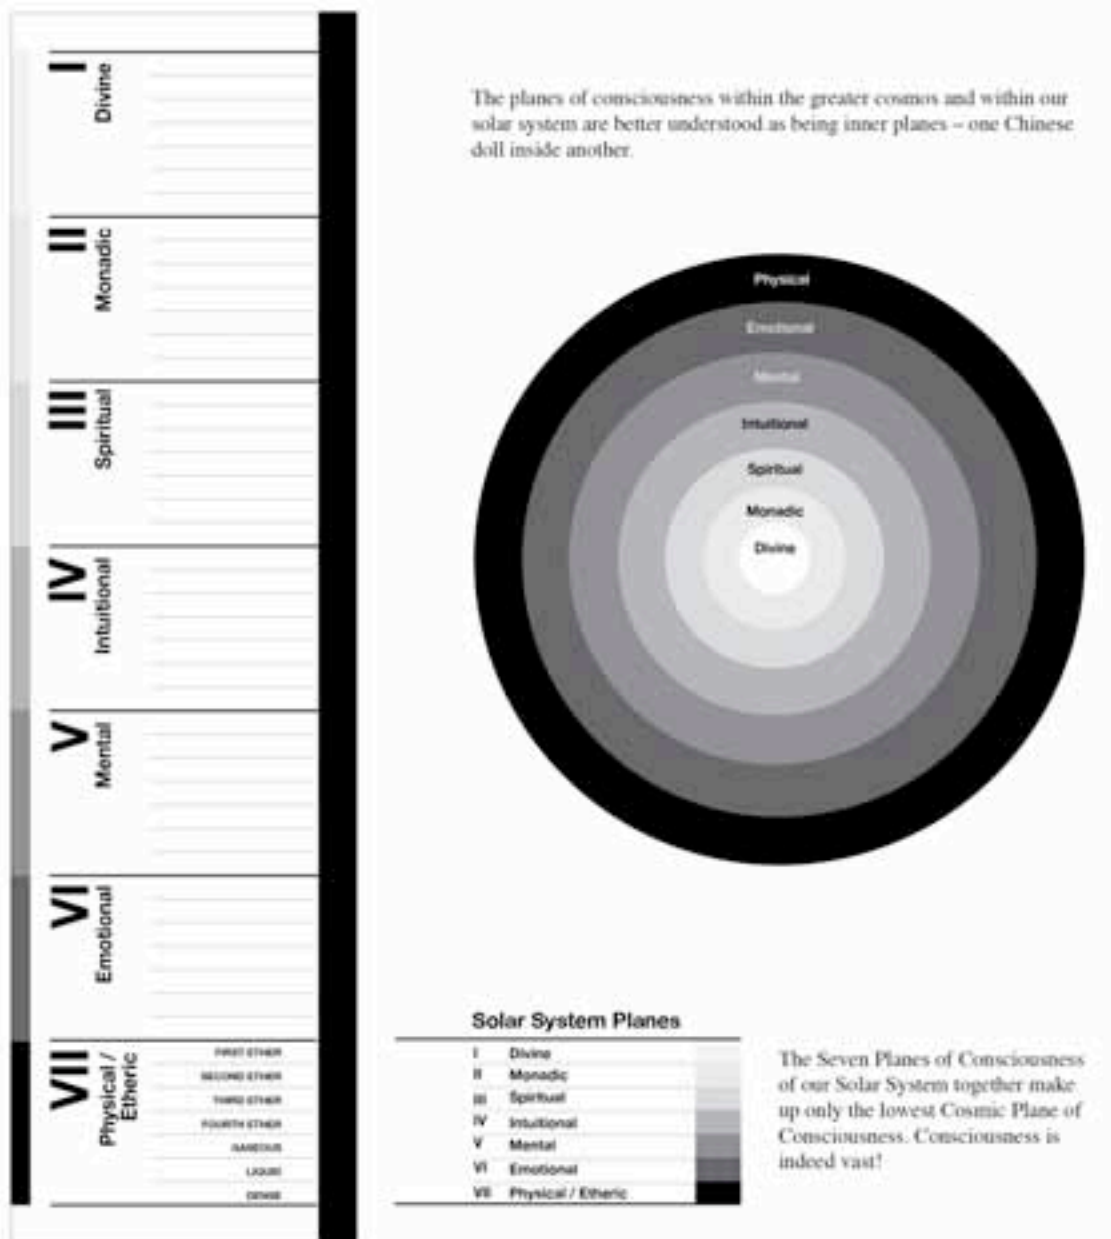 I
Divine
II
Monadic
III
Spiritual
IV
Intuitional
V
Mental
VI
Emotional
VII
Physical /
Etheric
FIRST ETHER
SECOND ETHER
THIRD ETHER
FOURTH ETHER
GASEOUS
LIQUID
DENSE
The planes of consciousness within the greater cosmos and within our
solar system are better understood as being inner planes – one Chinese
doll inside another.
Physical
Emotional
Mental
Intuitional
Spiritual
Monadic
Divine
Solar System Planes
I Divine
II Monadic
III Spiritual
IV Intuitional
V Mental
VI Emotional
VII Physical / Etheric
The Seven Planes of Consciousness
of our Solar System together make
up only the lowest Cosmic Plane of
Consciousness. Consciousness is
indeed vast!